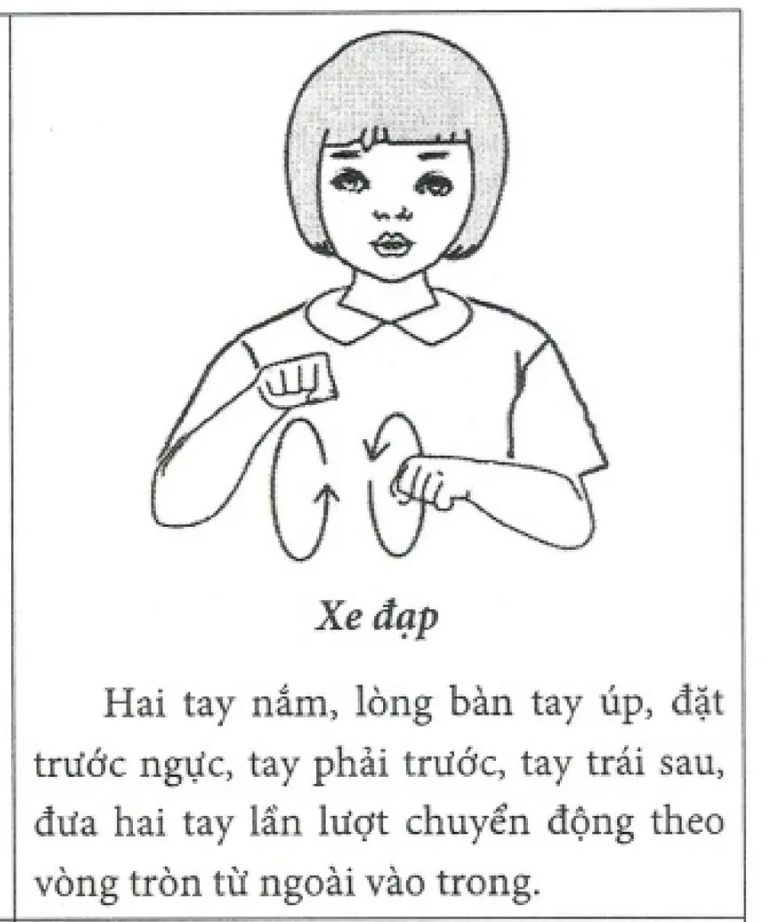 Xe đạp
Hai tay nắm, lòng bàn tay úp, đặt
trước ngực, tay phải trước, tay trái sau,
đưa hai tay lần lượt chuyển động theo
vòng tròn từ ngoài vào trong.